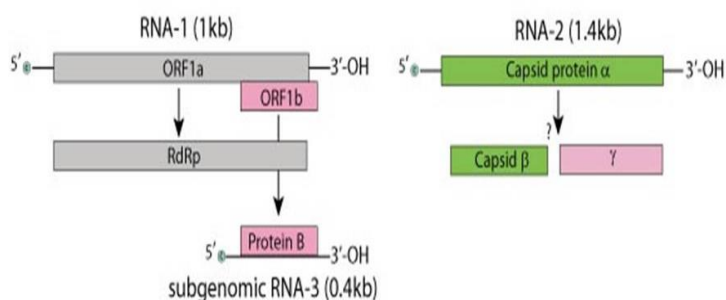 RNA-1 (1kb)
5' c ORF1a 3'-OH
ORF1b
RdRp
5' c Protein B 3'-OH
subgenomic RNA-3 (0.4kb)
RNA-2 (1.4kb)
5' c Capsid protein α 3'-OH
?
Capsid β γ